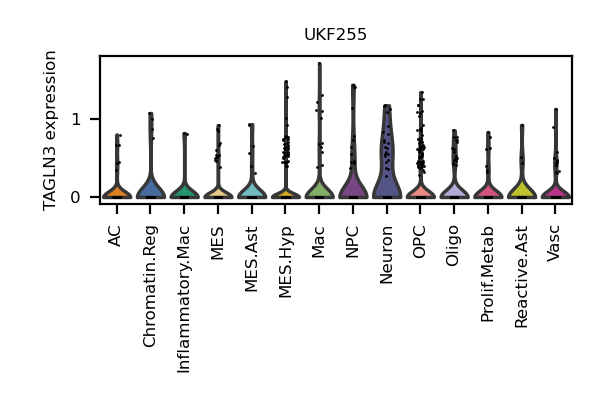 UKF255
TAGLN3 expression
1
0
AC
Chromatin.Reg
Inflammatory.Mac
MES
MES.Ast
MES.Hyp
Mac
NPC
Neuron
OPC
Oligo
Prolif.Metab
Reactive.Ast
Vasc